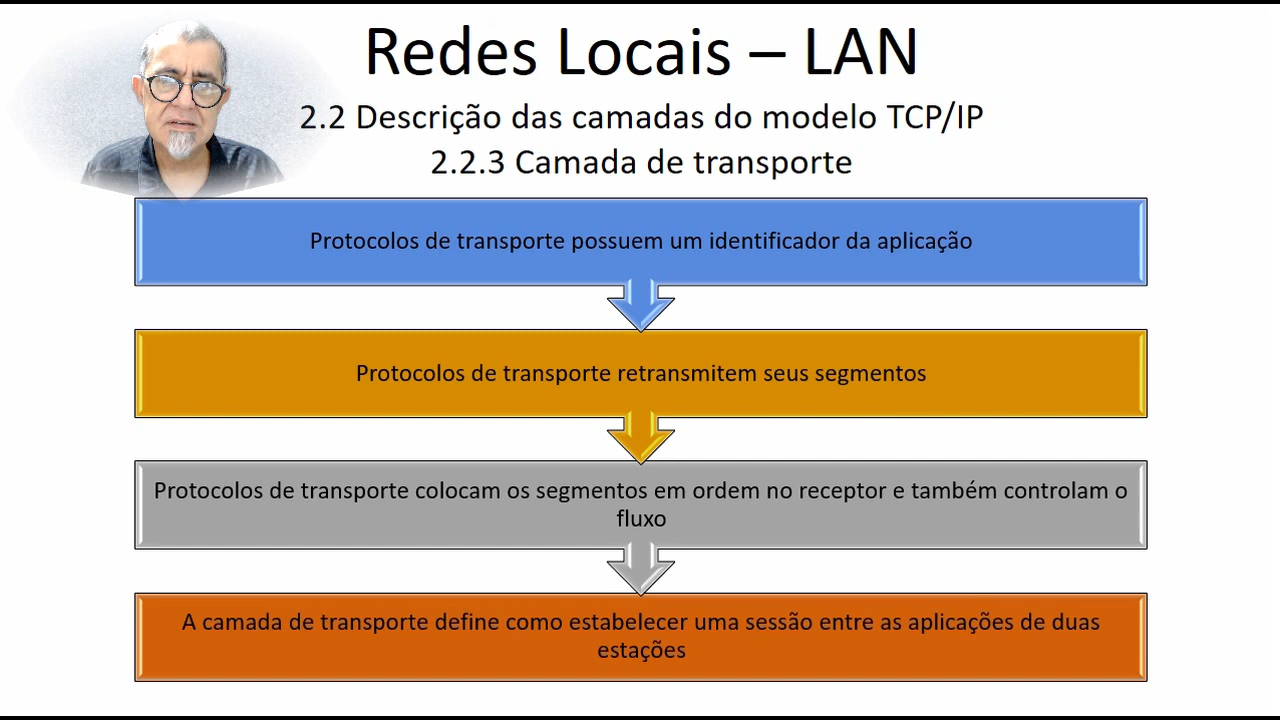 Redes Locais – LAN
2.2 Descrição das camadas do modelo TCP/IP
2.2.3 Camada de transporte
Protocolos de transporte possuem um identificador da aplicação
Protocolos de transporte retransmitem seus segmentos
Protocolos de transporte colocam os segmentos em ordem no receptor e também controlam o
fluxo
A camada de transporte define como estabelecer uma sessão entre as aplicações de duas
estações